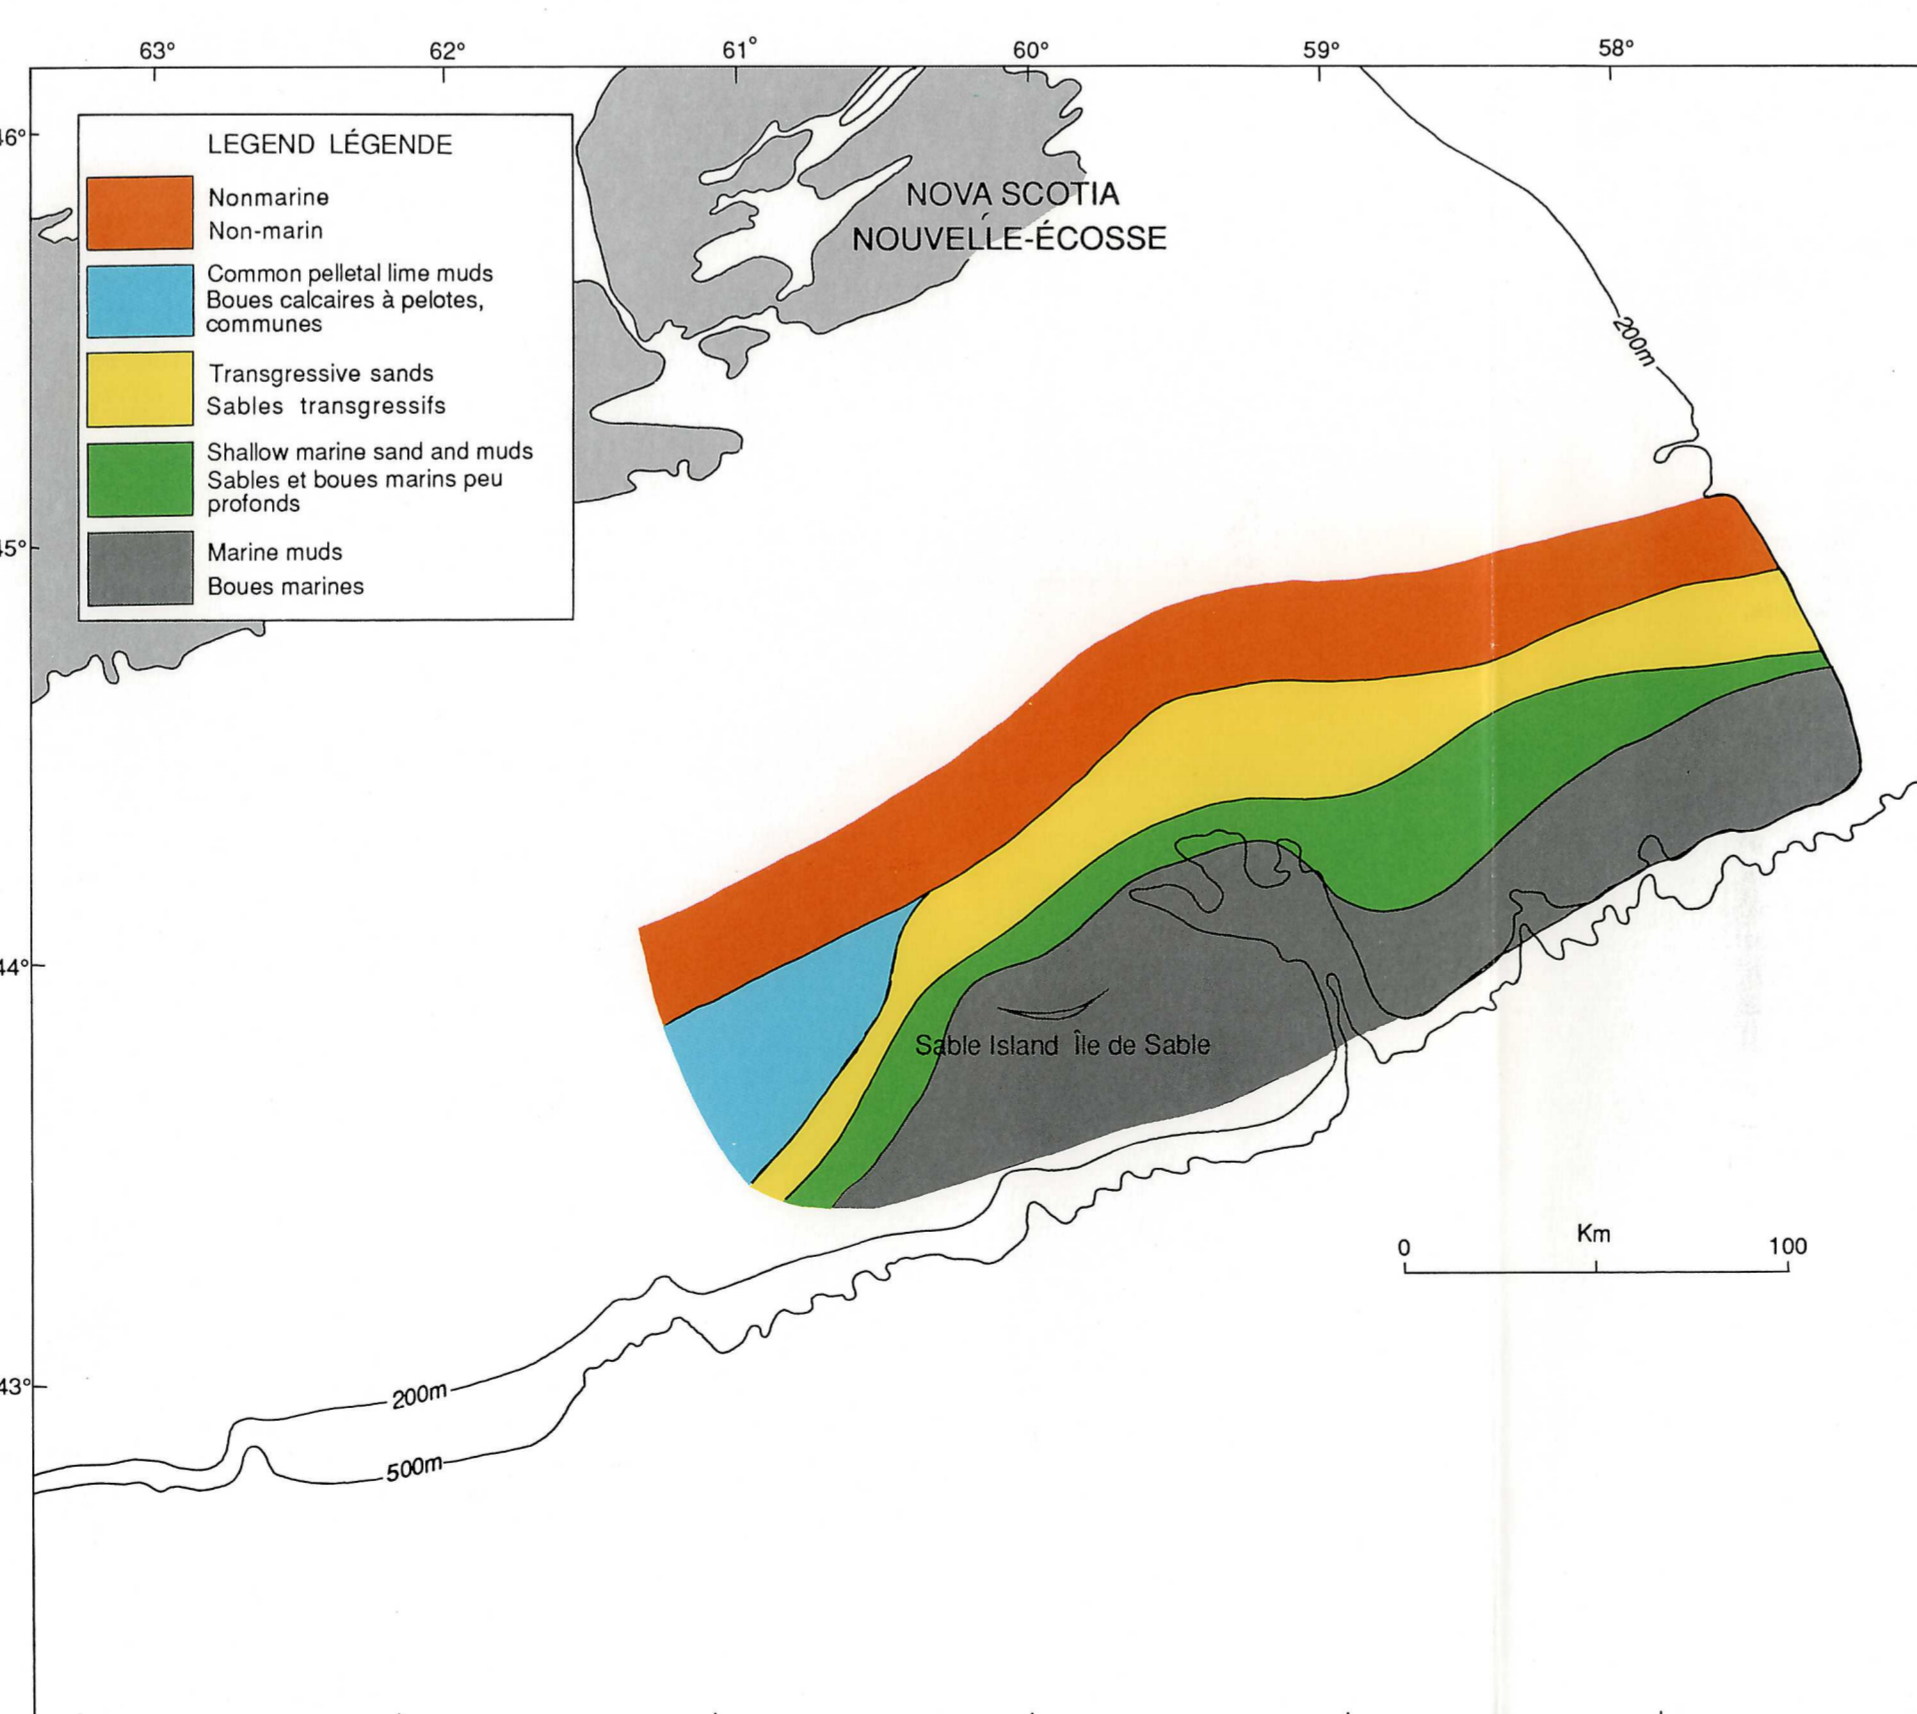 63° 62° 61° 60° 59° 58°
46°
LEGEND LÉGENDE
Nonmarine
Non-marin
Common pelletal lime muds
Boues calcaires à pelotes,
communes
Transgressive sands
Sables transgressifs
Shallow marine sand and muds
Sables et boues marins peu
profonds
Marine muds
Boues marines
NOVA SCOTIA
NOUVELLE-ÉCOSSE
200m
45°
44°
Sable Island Île de Sable
Km
0 100
43°
200m
500m